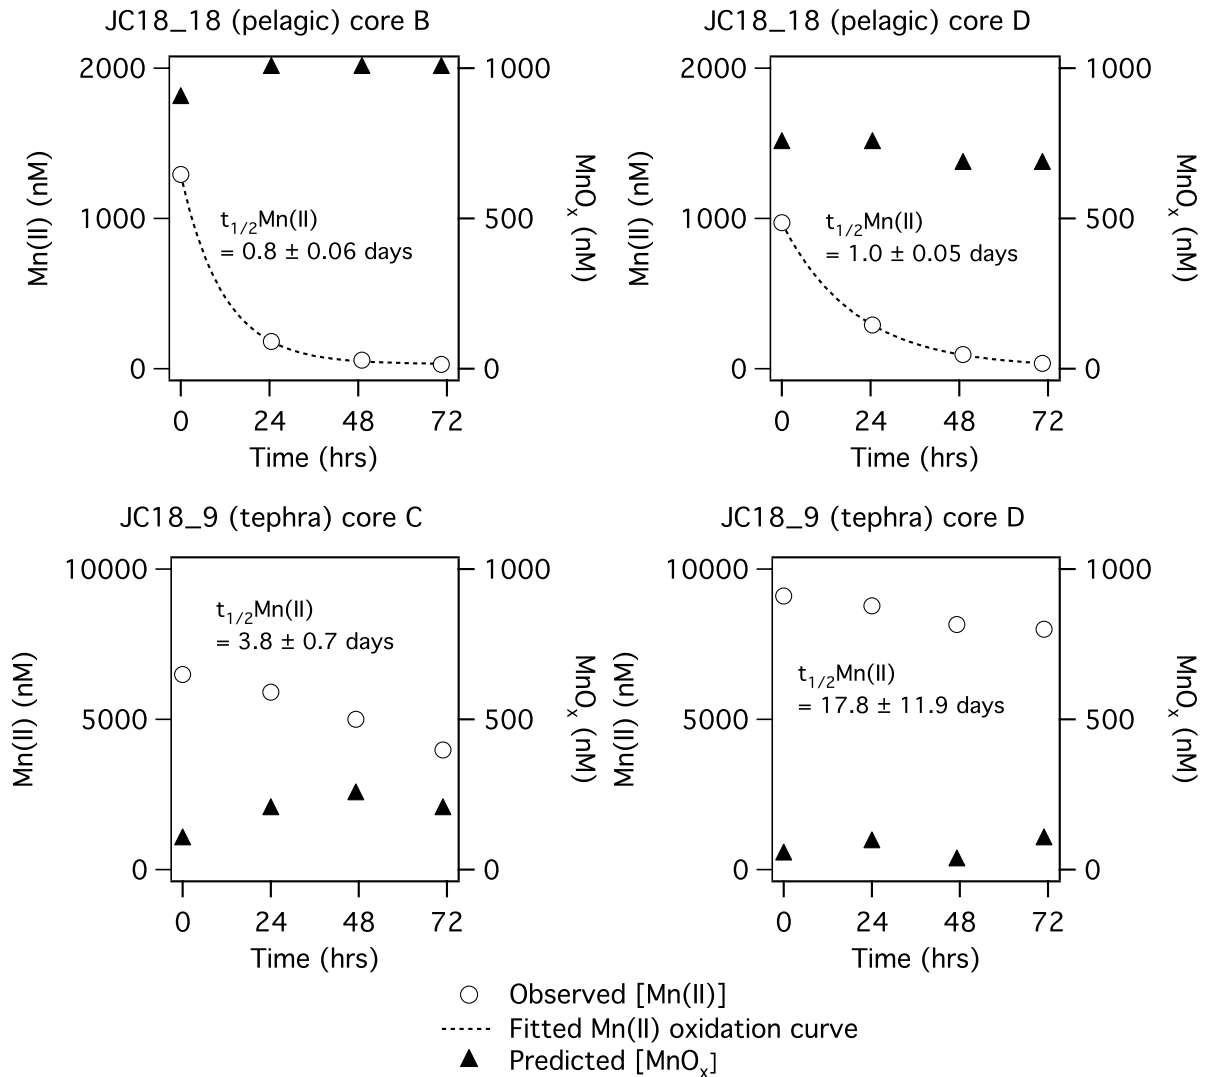 JC18_18 (pelagic) core B
2000
1000
0
Mn(II) (nM)
1000
500
0
MnOx (nM)
t1/2Mn(II)
= 0.8 ± 0.06 days
0 24 48 72
Time (hrs)
JC18_18 (pelagic) core D
2000
1000
0
Mn(II) (nM)
1000
500
0
MnOx (nM)
t1/2Mn(II)
= 1.0 ± 0.05 days
0 24 48 72
Time (hrs)
JC18_9 (tephra) core C
10000
5000
0
Mn(II) (nM)
1000
500
0
MnOx (nM)
t1/2Mn(II)
= 3.8 ± 0.7 days
0 24 48 72
Time (hrs)
JC18_9 (tephra) core D
10000
5000
0
Mn(II) (nM)
1000
500
0
MnOx (nM)
t1/2Mn(II)
= 17.8 ± 11.9 days
0 24 48 72
Time (hrs)
Observed [Mn(II)]
Fitted Mn(II) oxidation curve
Predicted [MnOx]